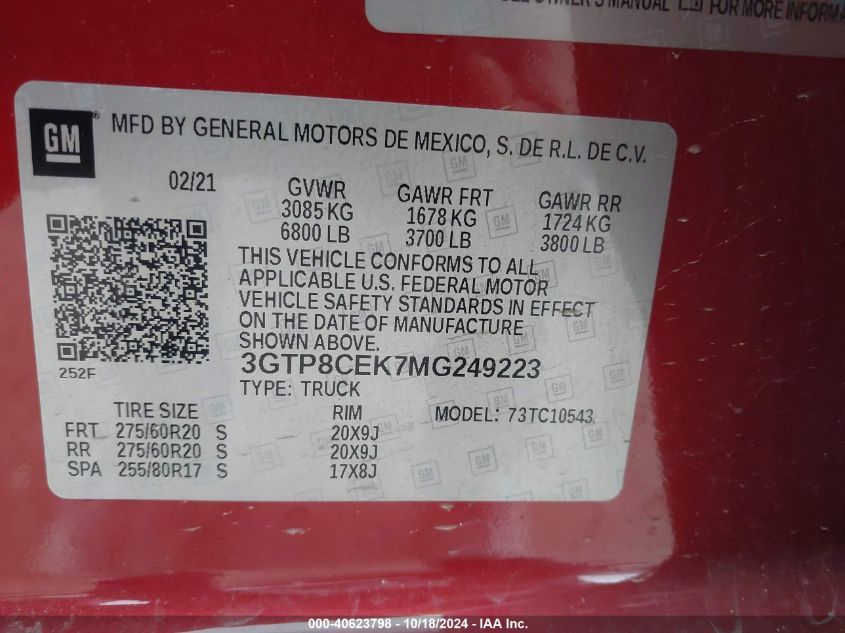 OWNER'S MANUAL FOR MORE INFORMA
GM
MFD BY GENERAL MOTORS DE MEXICO, S. DE R.L. DE C.V.
02/21 GVWR GAWR FRT GAWR RR
3085 KG 1678 KG 1724 KG
6800 LB 3700 LB 3800 LB
THIS VEHICLE CONFORMS TO ALL
APPLICABLE U.S. FEDERAL MOTOR
VEHICLE SAFETY STANDARDS IN EFFECT
ON THE DATE OF MANUFACTURE
SHOWN ABOVE.
252F
3GTP8CEK7MG249223
TYPE: TRUCK
TIRE SIZE RIM MODEL: 73TC10543
FRT 275/60R20 S 20X9J
RR 275/60R20 S 20X9J
SPA 255/80R17 S 17X8J
000-40623798 - 10/18/2024 - IAA Inc.